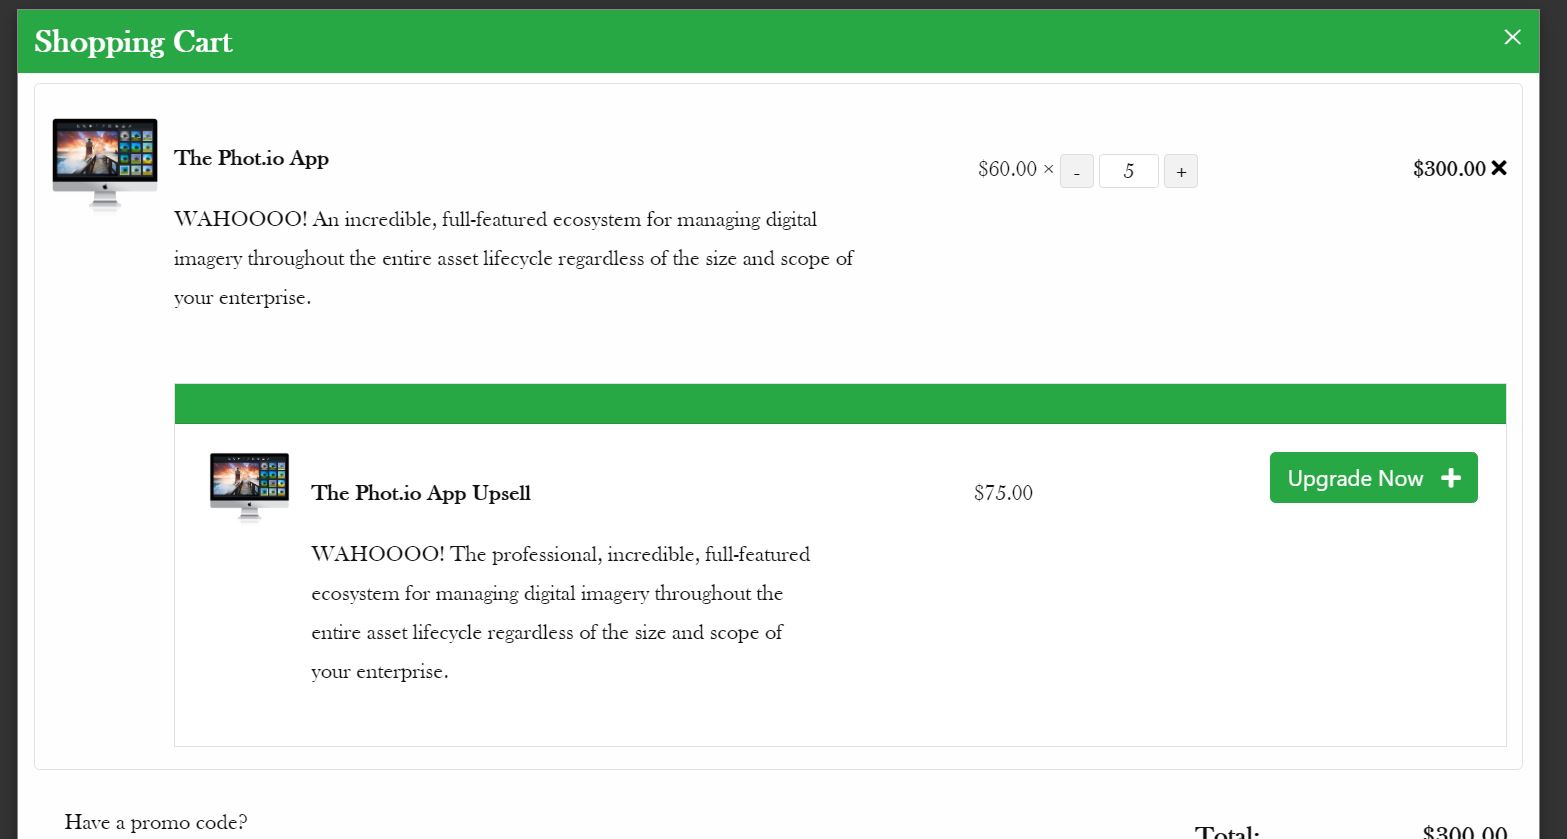 Shopping Cart ×
The Phot.io App
$60.00 × - 5 + $300.00 ×
WAHOOOO! An incredible, full-featured ecosystem for managing digital
imagery throughout the entire asset lifecycle regardless of the size and scope of
your enterprise.
The Phot.io App Upsell $75.00 Upgrade Now +
WAHOOOO! The professional, incredible, full-featured
ecosystem for managing digital imagery throughout the
entire asset lifecycle regardless of the size and scope of
your enterprise.
Have a promo code?
Total: $300.00